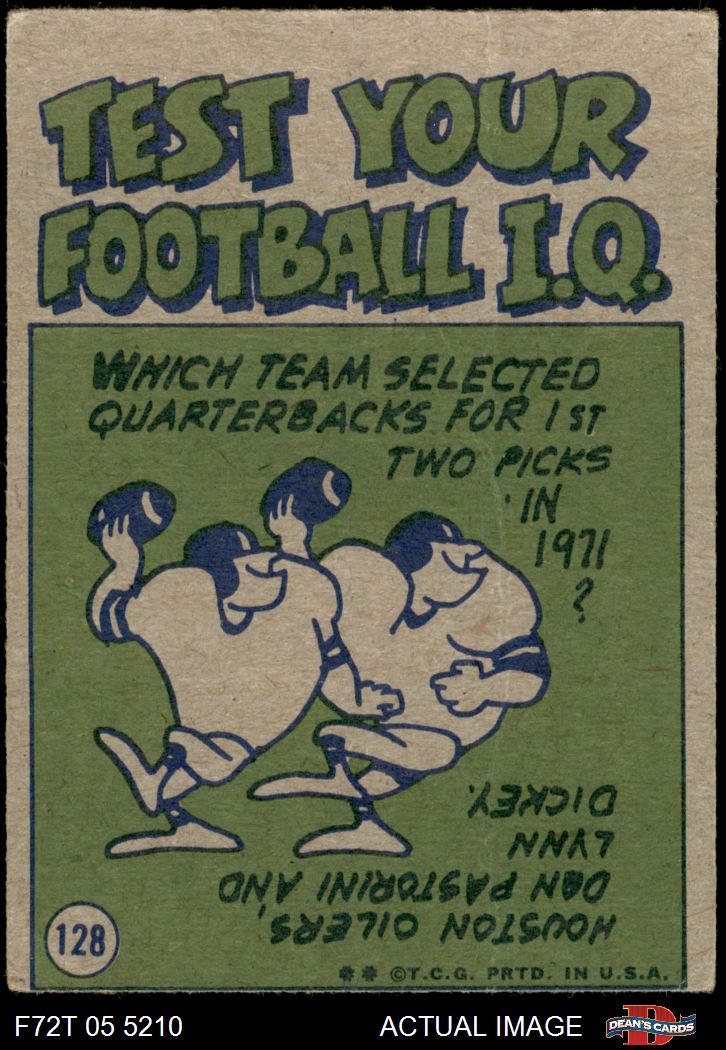 TEST YOUR
FOOTBALL I.Q.
WHICH TEAM SELECTED
QUARTERBACKS FOR 1ST
TWO PICKS
IN
1971
?
HOUSTON OILERS,
DAN PASTORINI AND
LYNN
DICKEY.
128
** ©T.C.G. PRTD. IN U.S.A.
F72T 05 5210
ACTUAL IMAGE
D
DEAN'S CARDS